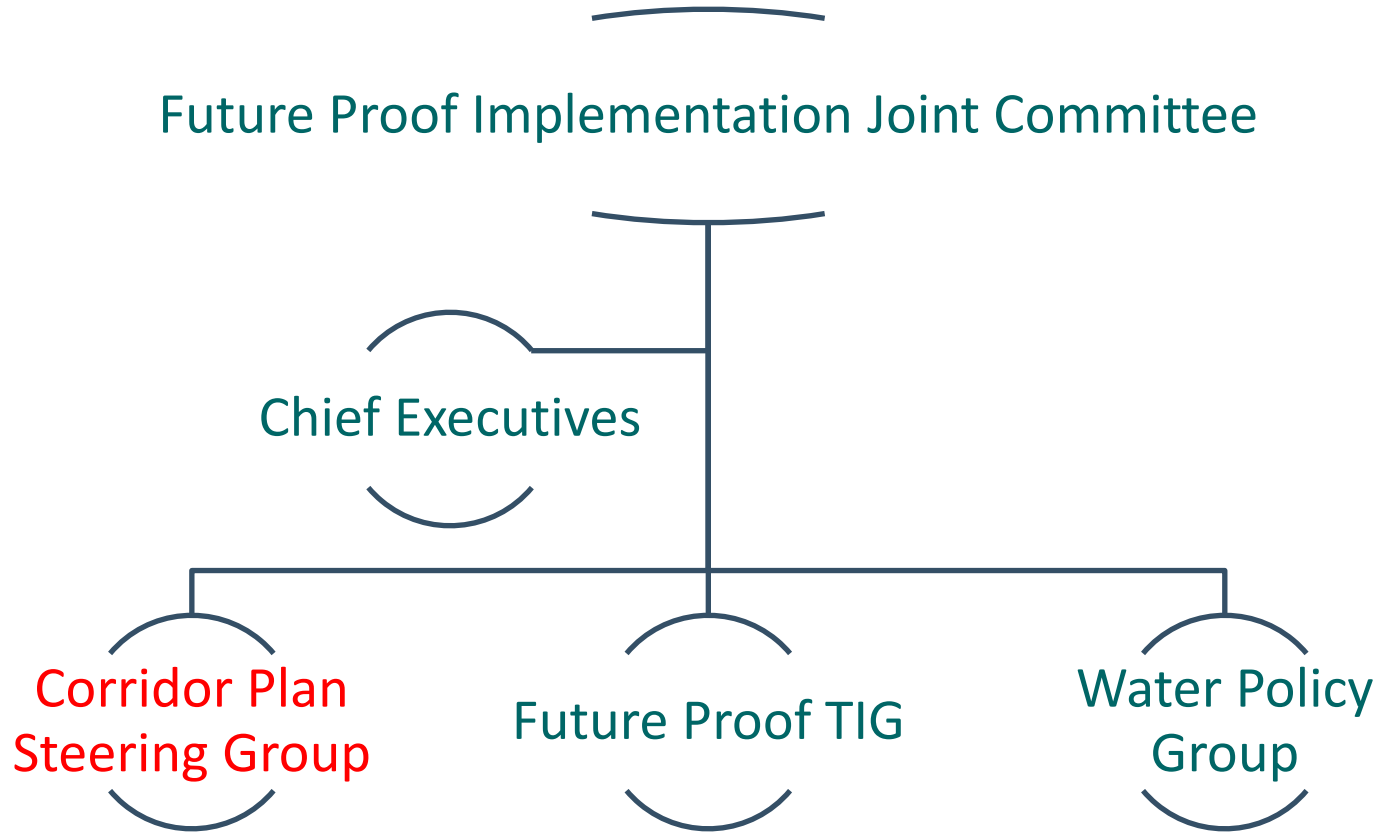 Future Proof Implementation Joint Committee
Chief Executives
Corridor Plan
Steering Group
Future Proof TIG
Water Policy
Group